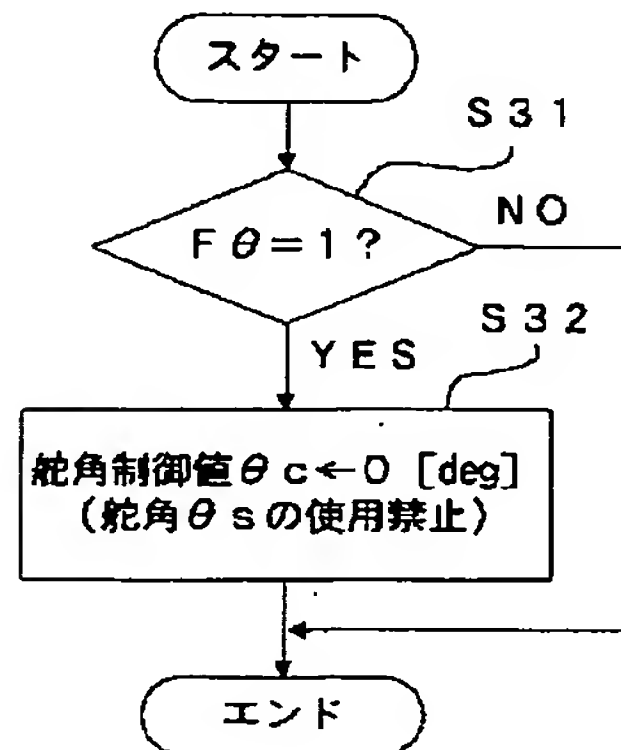 スタート
S31
Fθ=1?
NO
YES
S32
舵角制御値θc←0 [deg]
(舵角θsの使用禁止)
エンド